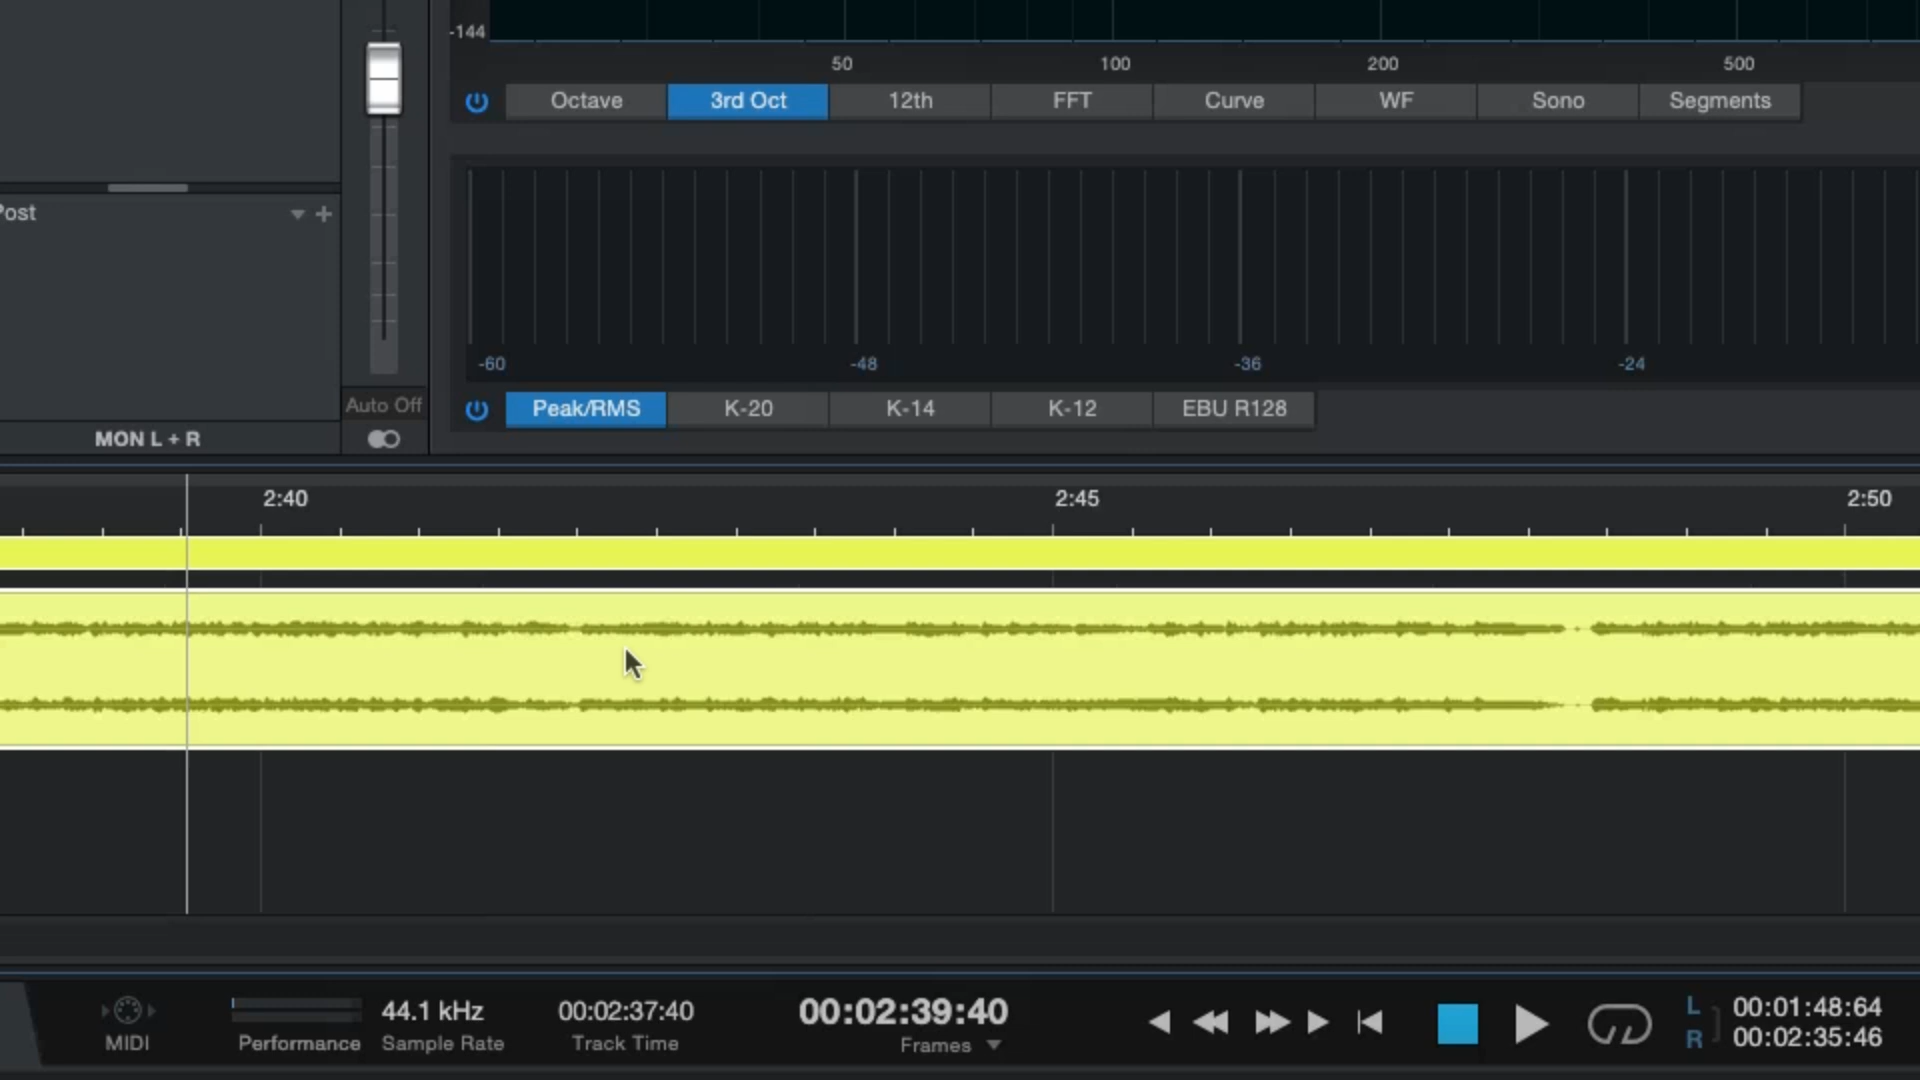 -144
50 100 200 500
Octave 3rd Oct 12th FFT Curve WF Sono Segments
Post
-60 -48 -36 -24
Auto Off
Peak/RMS K-20 K-14 K-12 EBU R128
MON L + R
2:40 2:45 2:50
44.1 kHz 00:02:37:40 00:02:39:40 L 00:01:48:64
MIDI Performance Sample Rate Track Time Frames R 00:02:35:46